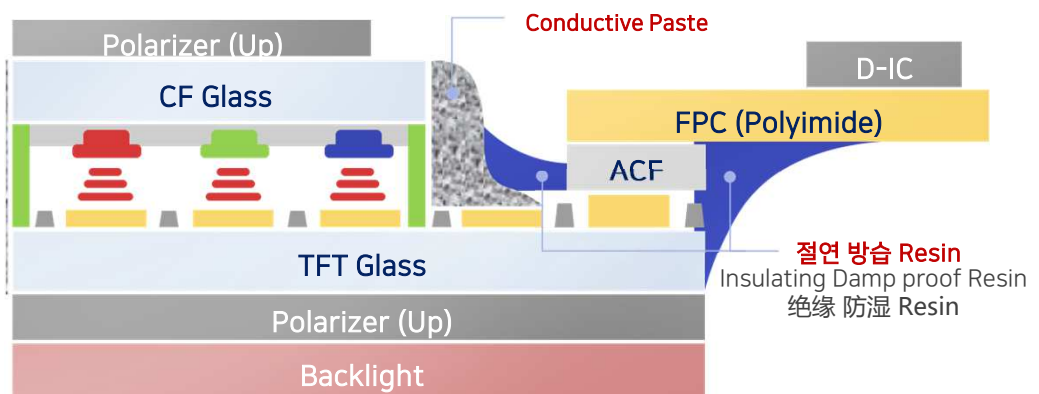 Conductive Paste
Polarizer (Up)
D-IC
CF Glass
FPC (Polyimide)
ACF
절연 방습 Resin
TFT Glass
Insulating Damp proof Resin
绝缘 防湿 Resin
Polarizer (Up)
Backlight